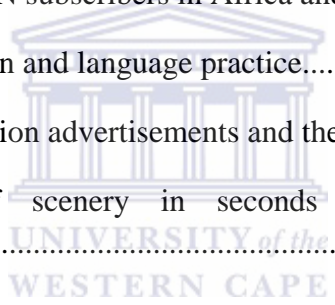 N subscribers in Africa and
n and language practice....
ion advertisements and the
scenery in seconds
UNIVERSITY of the
....................................
WESTERN CAPE